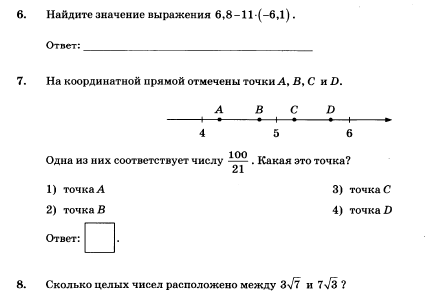 6. Найдите значение выражения 6,8−11·(−6,1).
Ответ: ____________________
7. На координатной прямой отмечены точки A, B, C и D.
A B C D
4 5 6
Одна из них соответствует числу 100/21. Какая это точка?
1) точка A 3) точка C
2) точка B 4) точка D
Ответ: .
8. Сколько целых чисел расположено между 3√7 и 7√3 ?